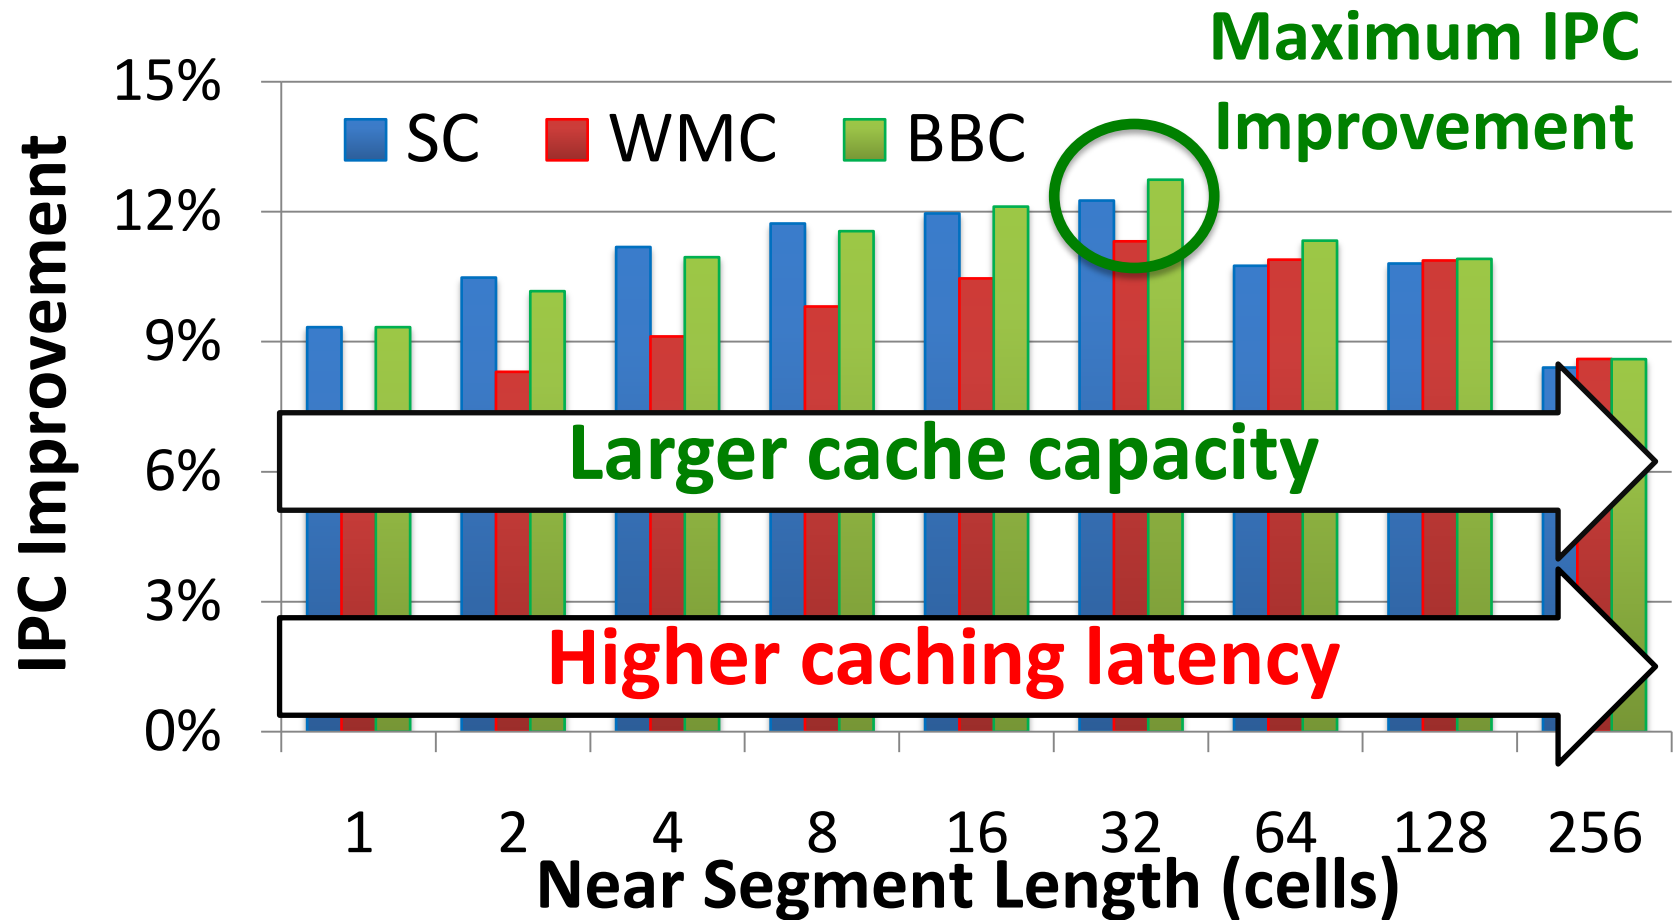 Maximum IPC
Improvement
15%
SC WMC BBC
12%
9%
6%
3%
0%
IPC Improvement
Larger cache capacity
Higher caching latency
1 2 4 8 16 32 64 128 256
Near Segment Length (cells)